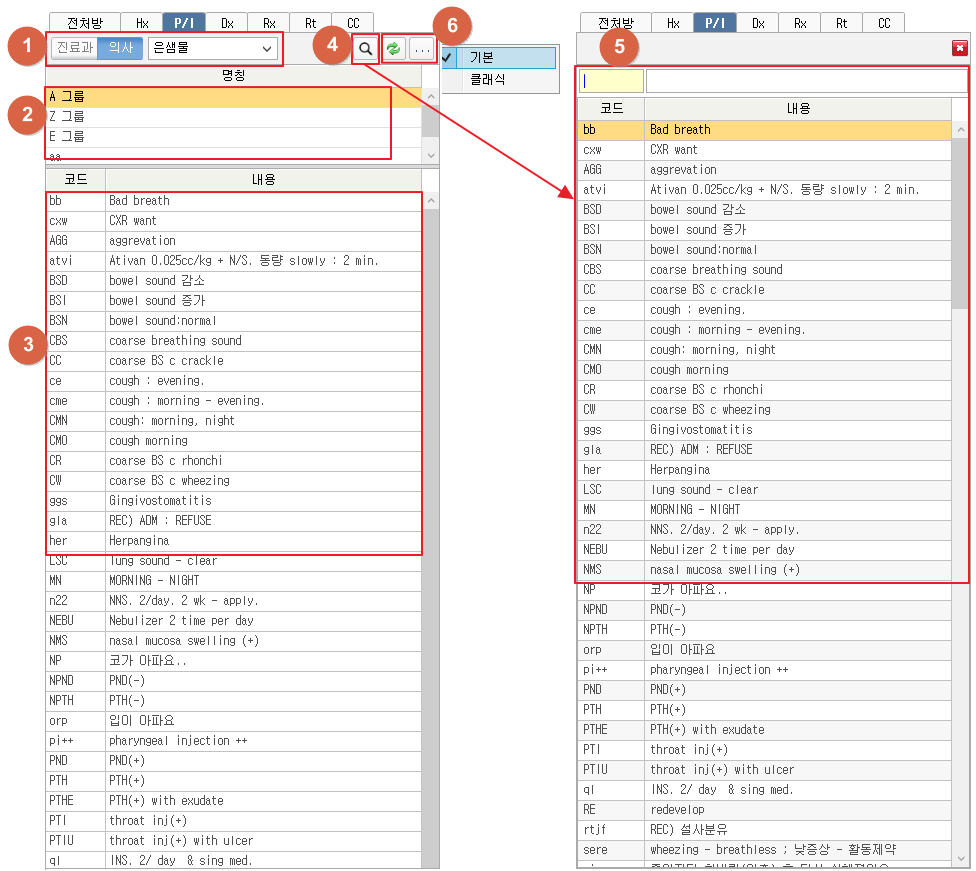 전처방 Hx P/I Dx Rx Rt CC
1 진료과 의사 은샘물 4 6
기본
클래식
명칭
2
A 그룹
Z 그룹
E 그룹
aa
코드 내용
3
bb Bad breath
cxw CXR want
AGG aggrevation
atvi Ativan 0.025cc/kg + N/S. 동량 slowly : 2 min.
BSD bowel sound 감소
BSI bowel sound 증가
BSN bowel sound:normal
CBS coarse breathing sound
CC coarse BS c crackle
ce cough : evening.
cme cough : morning - evening.
CMN cough: morning, night
CMO cough morning
CR coarse BS c rhonchi
CW coarse BS c wheezing
ggs Gingivostomatitis
gla REC) ADM : REFUSE
her Herpangina
LSC lung sound - clear
MN MORNING - NIGHT
n22 NNS. 2/day. 2 wk - apply.
NEBU Nebulizer 2 time per day
NMS nasal mucosa swelling (+)
NP 코가 아파요..
NPND PND(-)
NPTH PTH(-)
orp 입이 아파요
pi++ pharyngeal injection ++
PND PND(+)
PTH PTH(+)
PTHE PTH(+) with exudate
PTI throat inj(+)
PTIU throat inj(+) with ulcer
ql INS. 2/ day & sing med.
전처방 Hx P/I Dx Rx Rt CC
5
코드 내용
bb Bad breath
cxw CXR want
AGG aggrevation
atvi Ativan 0.025cc/kg + N/S. 동량 slowly : 2 min.
BSD bowel sound 감소
BSI bowel sound 증가
BSN bowel sound:normal
CBS coarse breathing sound
CC coarse BS c crackle
ce cough : evening.
cme cough : morning - evening.
CMN cough: morning, night
CMO cough morning
CR coarse BS c rhonchi
CW coarse BS c wheezing
ggs Gingivostomatitis
gla REC) ADM : REFUSE
her Herpangina
LSC lung sound - clear
MN MORNING - NIGHT
n22 NNS. 2/day. 2 wk - apply.
NEBU Nebulizer 2 time per day
NMS nasal mucosa swelling (+)
NP 코가 아파요..
NPND PND(-)
NPTH PTH(-)
orp 입이 아파요
pi++ pharyngeal injection ++
PND PND(+)
PTH PTH(+)
PTHE PTH(+) with exudate
PTI throat inj(+)
PTIU throat inj(+) with ulcer
ql INS. 2/ day & sing med.
RE redevelop
rtjf REC) 설사분유
sere wheezing - breathless ; 낮증상 - 활동제약